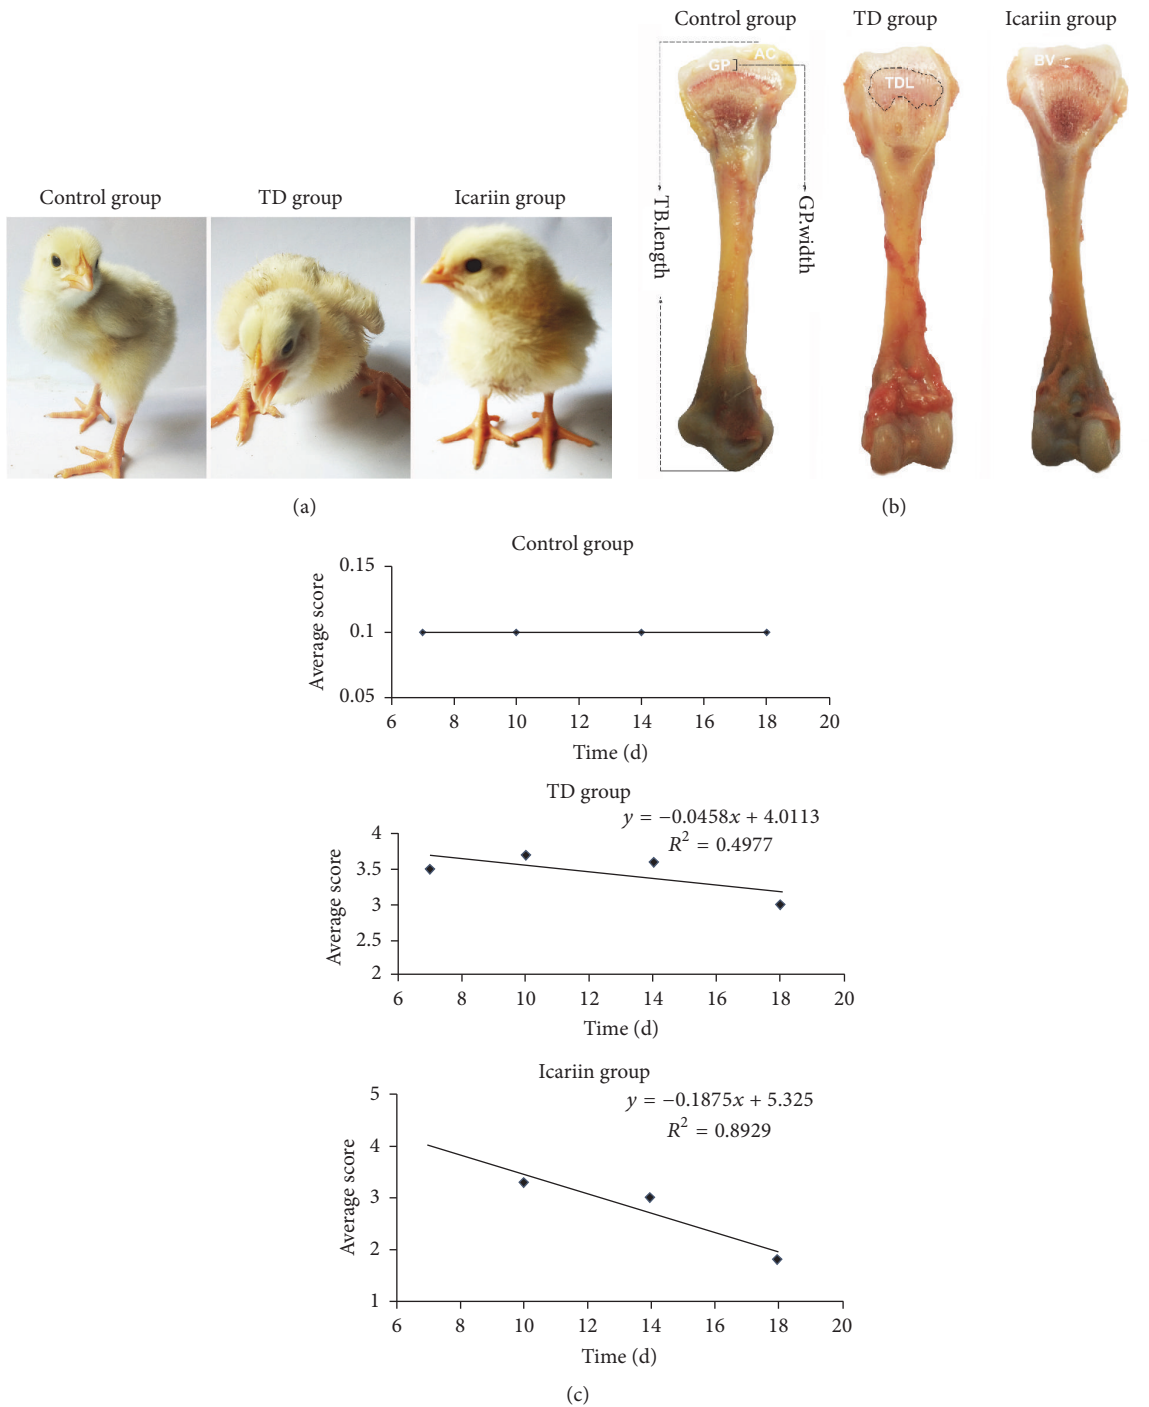 Control group
TD group
Icariin group
(a)
Control group
TD group
Icariin group
AC
GP
TB.length
GP.width
TDL
BV
(b)
Control group
Average score
0.15
0.1
0.05
6 8 10 12 14 16 18 20
Time (d)
TD group
y = −0.0458x + 4.0113
R² = 0.4977
Average score
4
3.5
3
2.5
2
6 8 10 12 14 16 18 20
Time (d)
Icariin group
y = −0.1875x + 5.325
R² = 0.8929
Average score
5
4
3
2
1
6 8 10 12 14 16 18 20
Time (d)
(c)